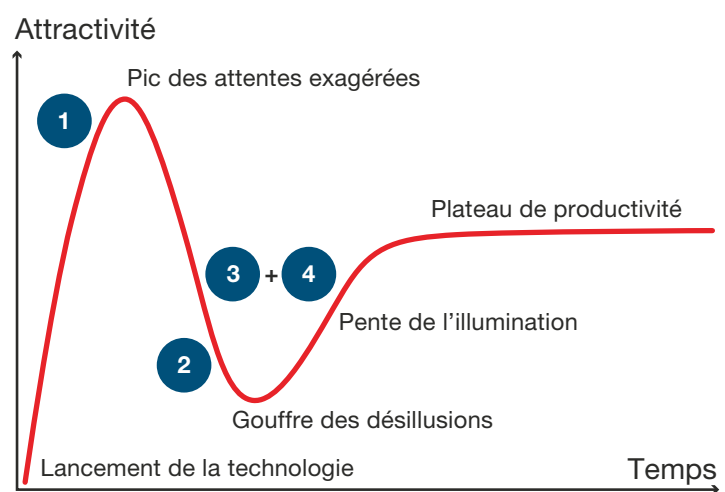 Attractivité
Pic des attentes exagérées
1
Plateau de productivité
3 + 4
Pente de l’illumination
2
Gouffre des désillusions
Lancement de la technologie
Temps